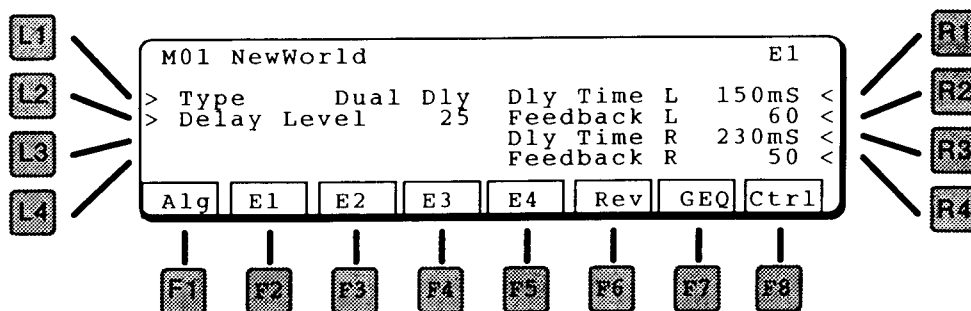 L1
L2
L3
L4
M01 NewWorld E1
> Type Dual Dly Dly Time L 150mS <
> Delay Level 25 Feedback L 60 <
Dly Time R 230mS <
Feedback R 50 <
Alg E1 E2 E3 E4 Rev GEQ Ctrl
R1
R2
R3
R4
F1 F2 F3 F4 F5 F6 F7 F8